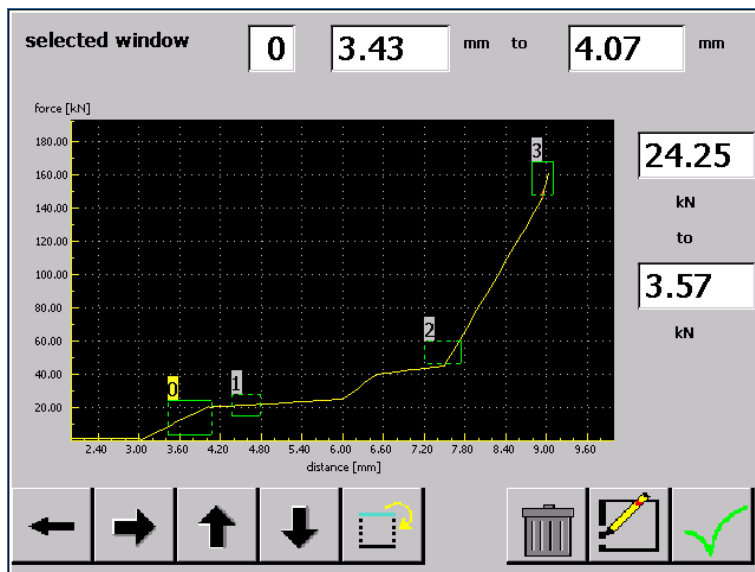 selected window 0 3.43 mm to 4.07 mm
force [kN]
180.00
160.00
140.00
120.00
100.00
80.00
60.00
40.00
20.00
3
2
0
1
2.40 3.00 3.60 4.20 4.80 5.40 6.00 6.60 7.20 7.80 8.40 9.00 9.60
distance [mm]
24.25
kN
to
3.57
kN